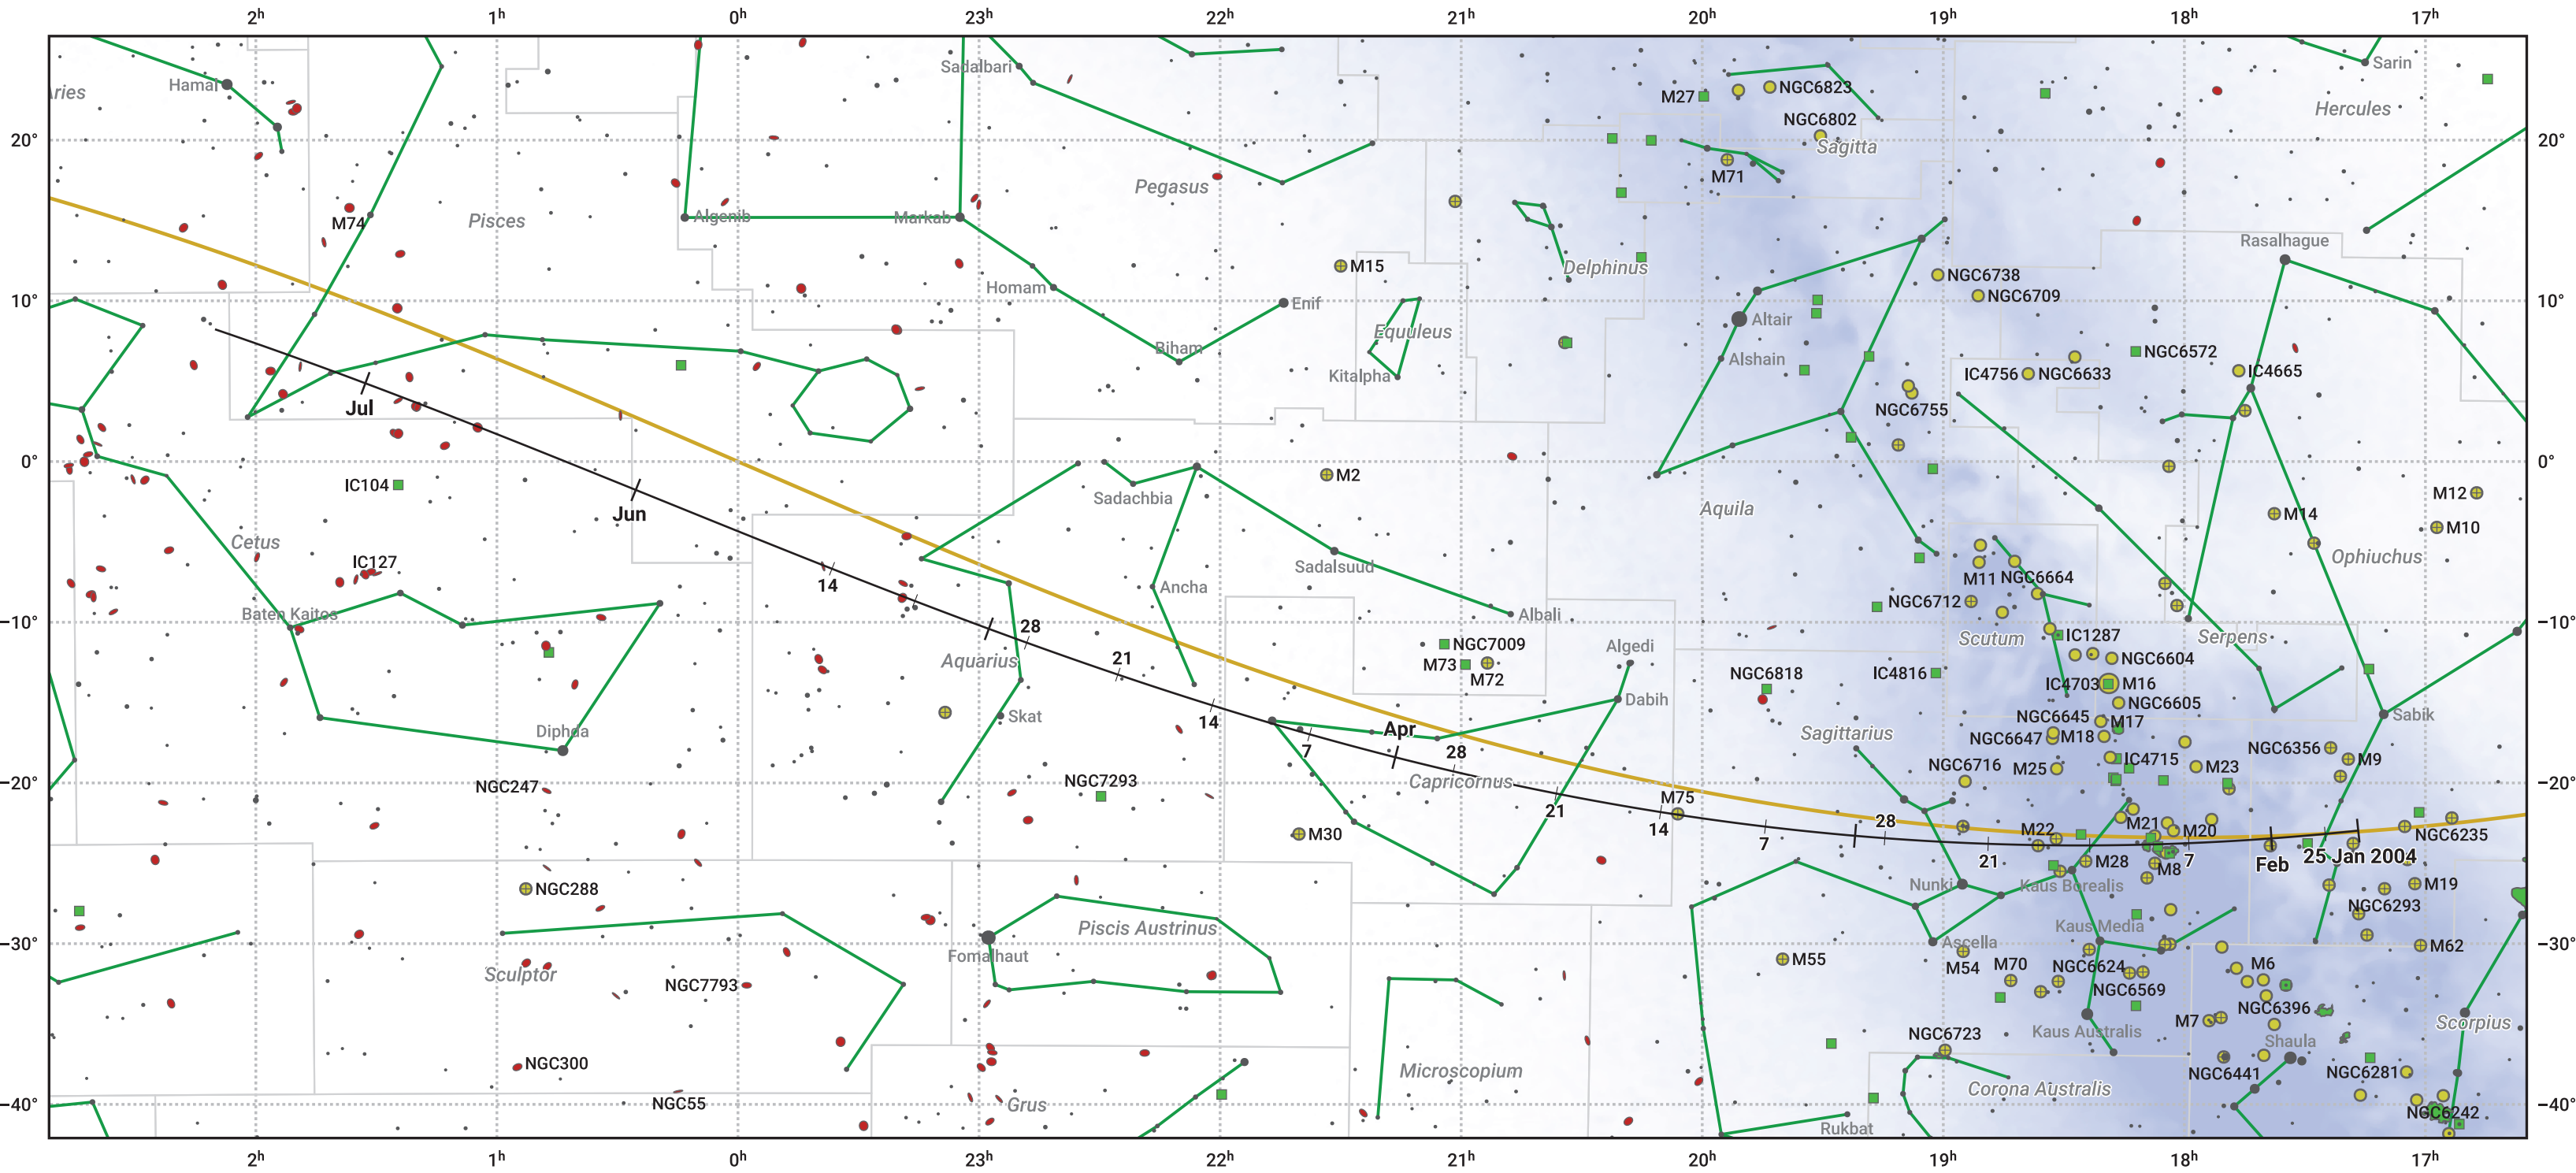 2h 1h 0h 23h 22h 21h 20h 19h 18h 17h
Sadalbari
Sarin
Hamal
ries
M27
NGC6823
Hercules
NGC6802
20°
20°
Sagitta
M71
Pegasus
M74
Pisces
Algenib
Markab
Rasalhague
M15
Delphinus
NGC6738
Homam
NGC6709
10°
Enif
10°
Altair
Equuleus
Biham
NGC6572
Alshain
Kitalpha
IC4756
NGC6633
IC4665
Jul
NGC6755
0°
0°
M2
IC104
Sadachbia
M12
Aquila
Jun
M14
M10
Cetus
Ophiuchus
IC127
Sadalsuud
14
Ancha
M11
NGC6664
Baten Kaitos
NGC6712
Albali
−10°
−10°
28
IC1287
Scutum
Serpens
NGC7009
Algedi
21
Aquarius
M73
NGC6604
M72
NGC6818
IC4816
IC4703
M16
Dabih
NGC6605
14
Skat
NGC6645
M17
Sabik
Diphda
Apr
Sagittarius
NGC6647
M18
7
28
NGC6356
IC4715
M9
NGC6716
M25
M23
−20°
NGC247
NGC7293
Capricornus
−20°
M75
21
M30
14
28
M22
M21
M20
NGC6235
7
21
7
Feb
25 Jan 2004
M28
M8
Nunki
Kaus Borealis
M19
NGC288
NGC6293
Piscis Austrinus
Kaus Media
−30°
Ascella
M62
−30°
Fomalhaut
M55
M54
M70
NGC6624
M6
Sculptor
NGC7793
NGC6569
NGC6396
M7
Scorpius
NGC6723
Kaus Australis
Shaula
NGC300
Microscopium
NGC6441
NGC6281
Corona Australis
−40°
NGC55
Grus
−40°
NGC6242
Rukbat
2h 1h 0h 23h 22h 21h 20h 19h 18h 17h